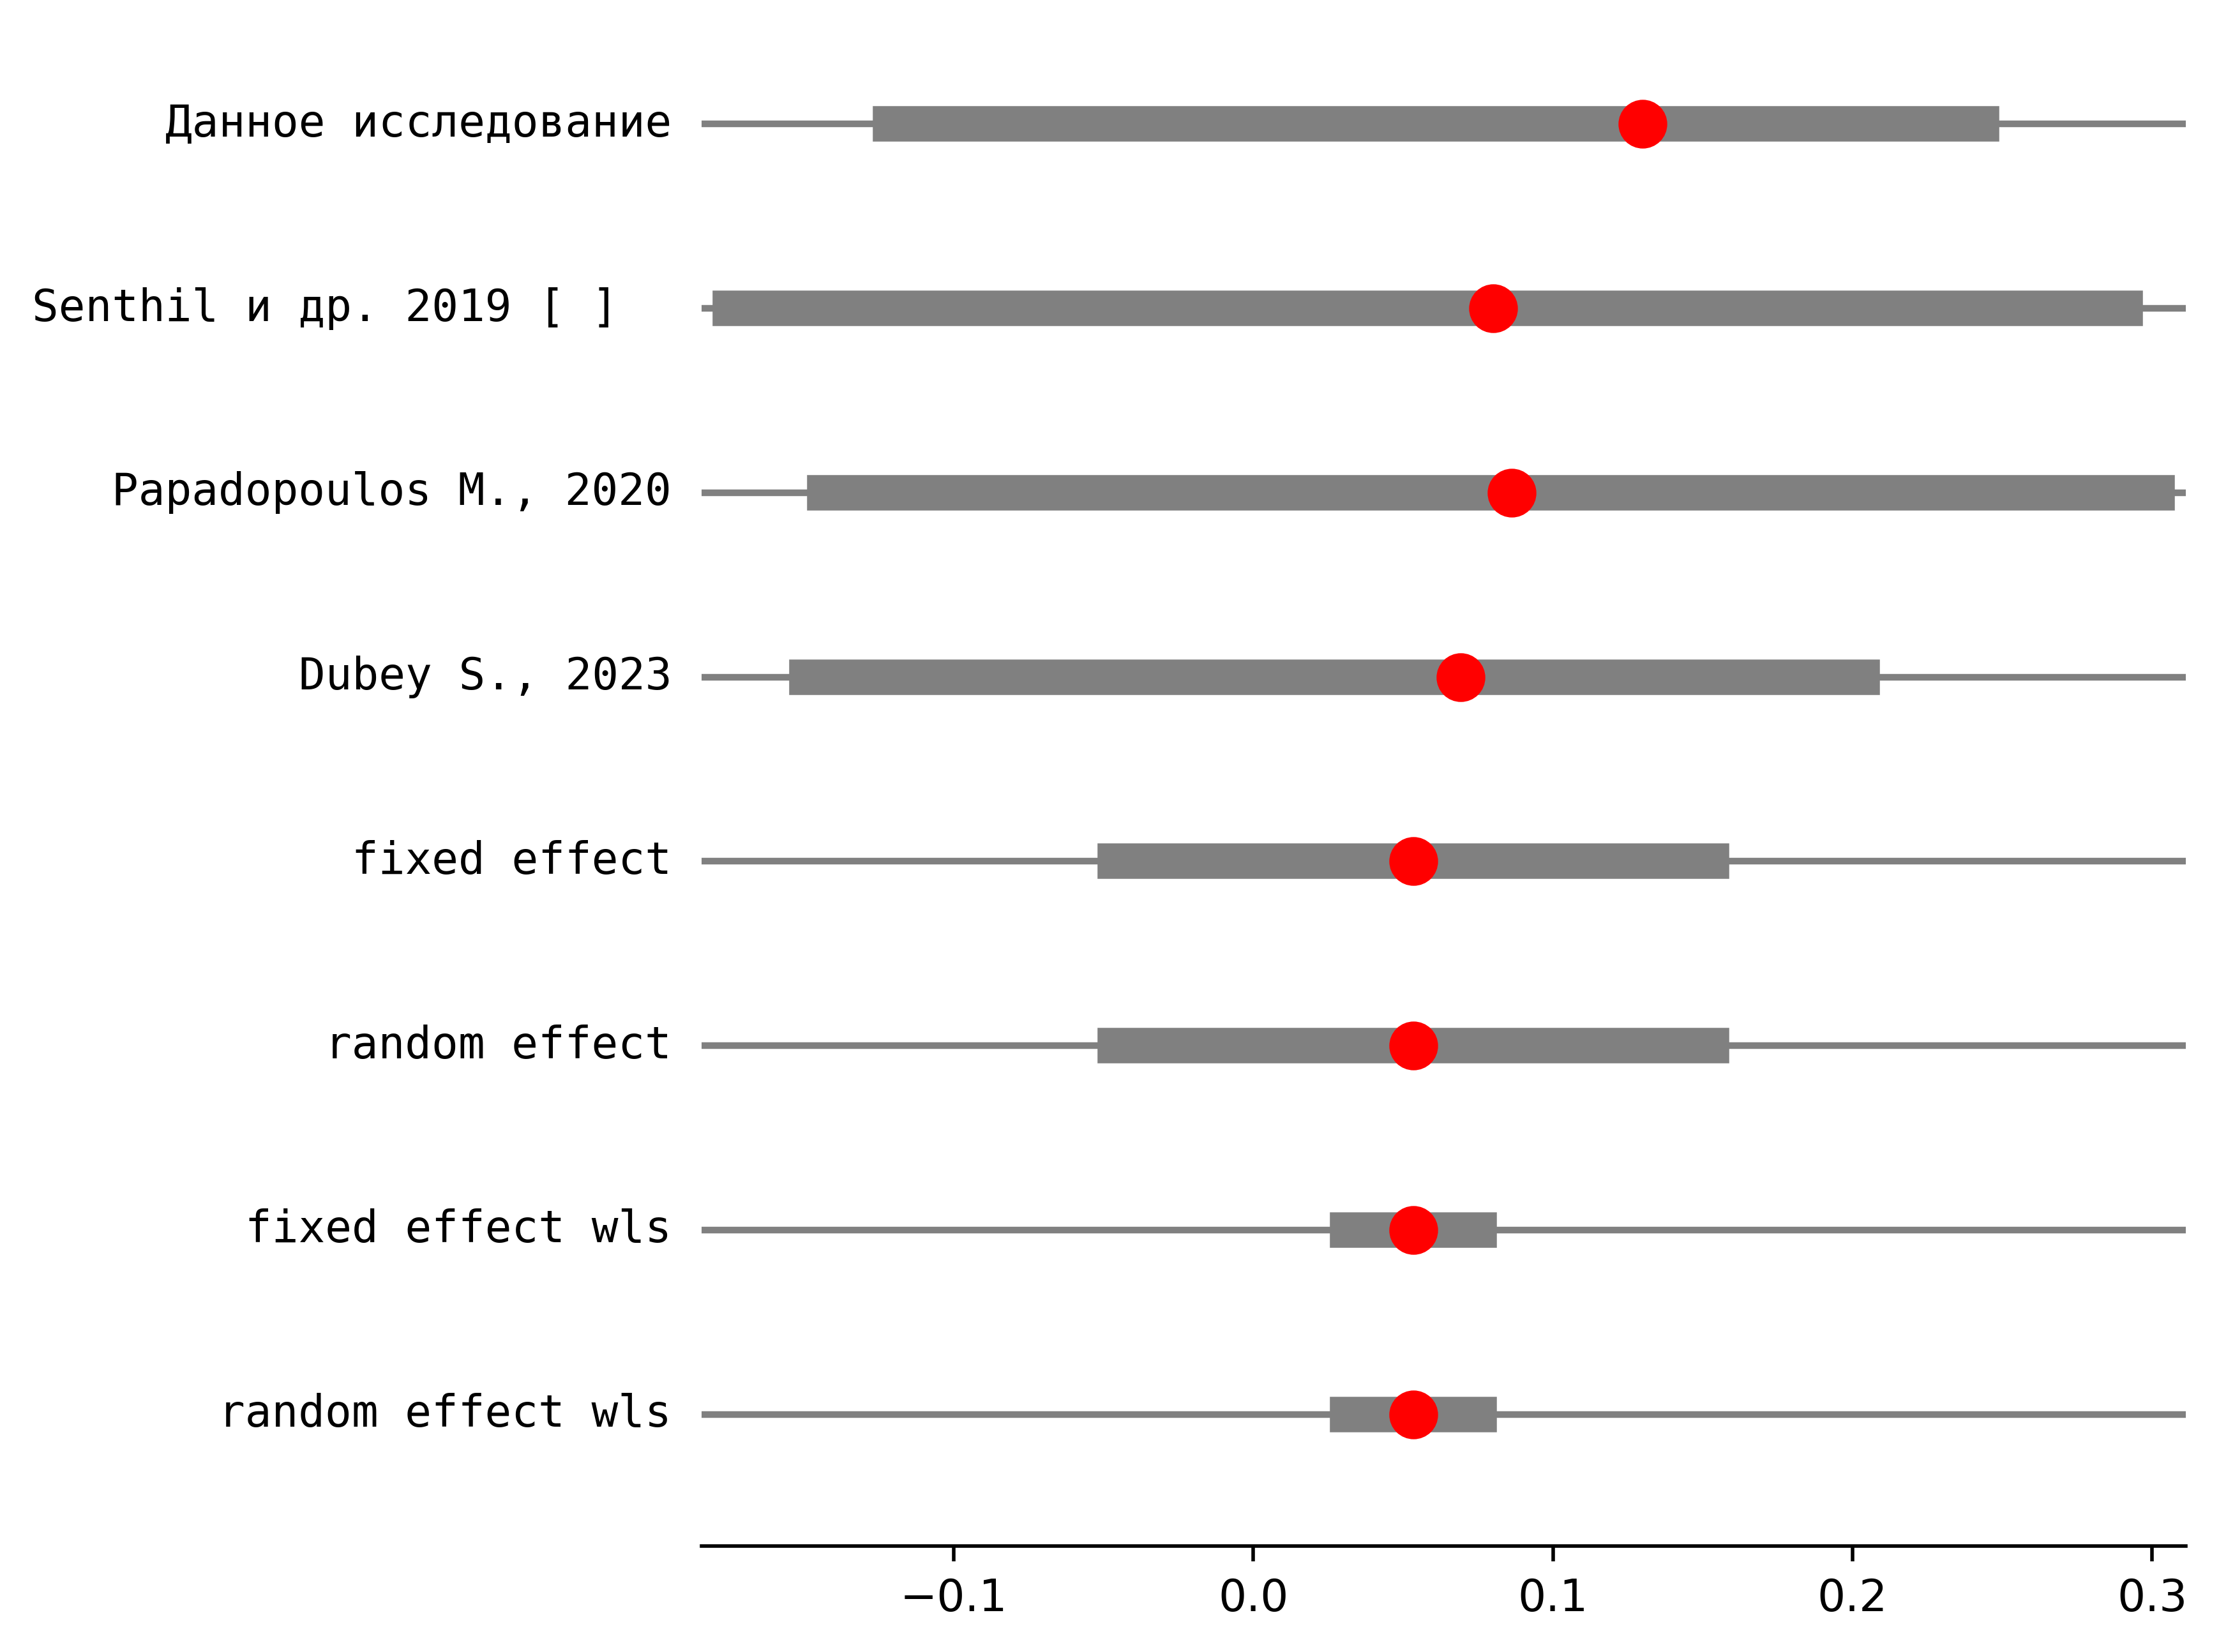 Данное исследование
Senthil и др. 2019 [ ]
Papadopoulos M., 2020
Dubey S., 2023
fixed effect
random effect
fixed effect wls
random effect wls
−0.1 0.0 0.1 0.2 0.3